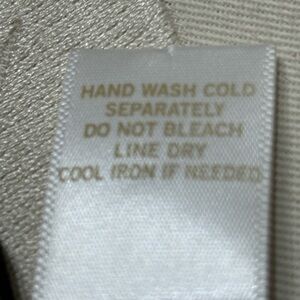 HAND WASH COLD
SEPARATELY
DO NOT BLEACH
LINE DRY
COOL IRON IF NEEDED